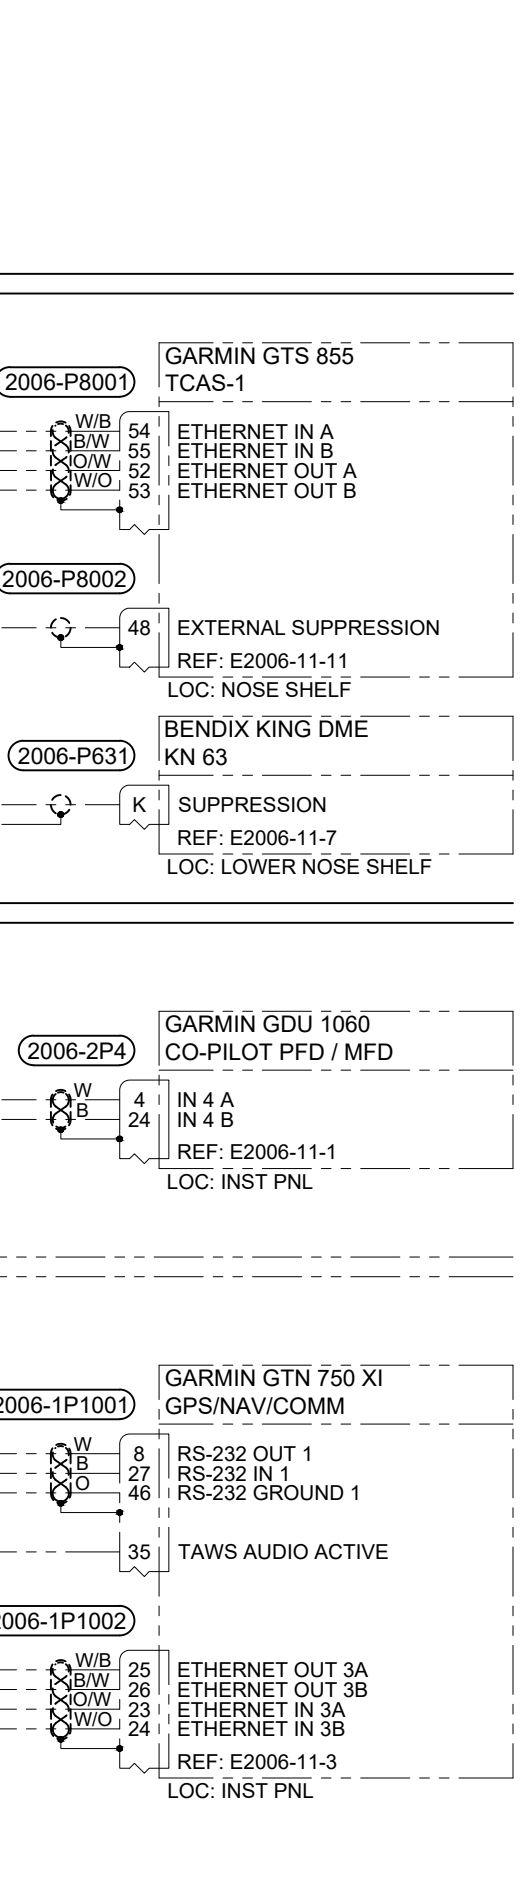 GARMIN GTS 855
2006-P8001 TCAS-1
W/B 54 ETHERNET IN A
B/W 55 ETHERNET IN B
O/W 52 ETHERNET OUT A
W/O 53 ETHERNET OUT B
2006-P8002
48 EXTERNAL SUPPRESSION
REF: E2006-11-11
LOC: NOSE SHELF
BENDIX KING DME
2006-P631 KN 63
K SUPPRESSION
REF: E2006-11-7
LOC: LOWER NOSE SHELF
GARMIN GDU 1060
2006-2P4 CO-PILOT PFD / MFD
W 4 IN 4 A
B 24 IN 4 B
REF: E2006-11-1
LOC: INST PNL
GARMIN GTN 750 XI
2006-1P1001 GPS/NAV/COMM
W 8 RS-232 OUT 1
B 27 RS-232 IN 1
O 46 RS-232 GROUND 1
35 TAWS AUDIO ACTIVE
006-1P1002
W/B 25 ETHERNET OUT 3A
B/W 26 ETHERNET OUT 3B
O/W 23 ETHERNET IN 3A
W/O 24 ETHERNET IN 3B
REF: E2006-11-3
LOC: INST PNL